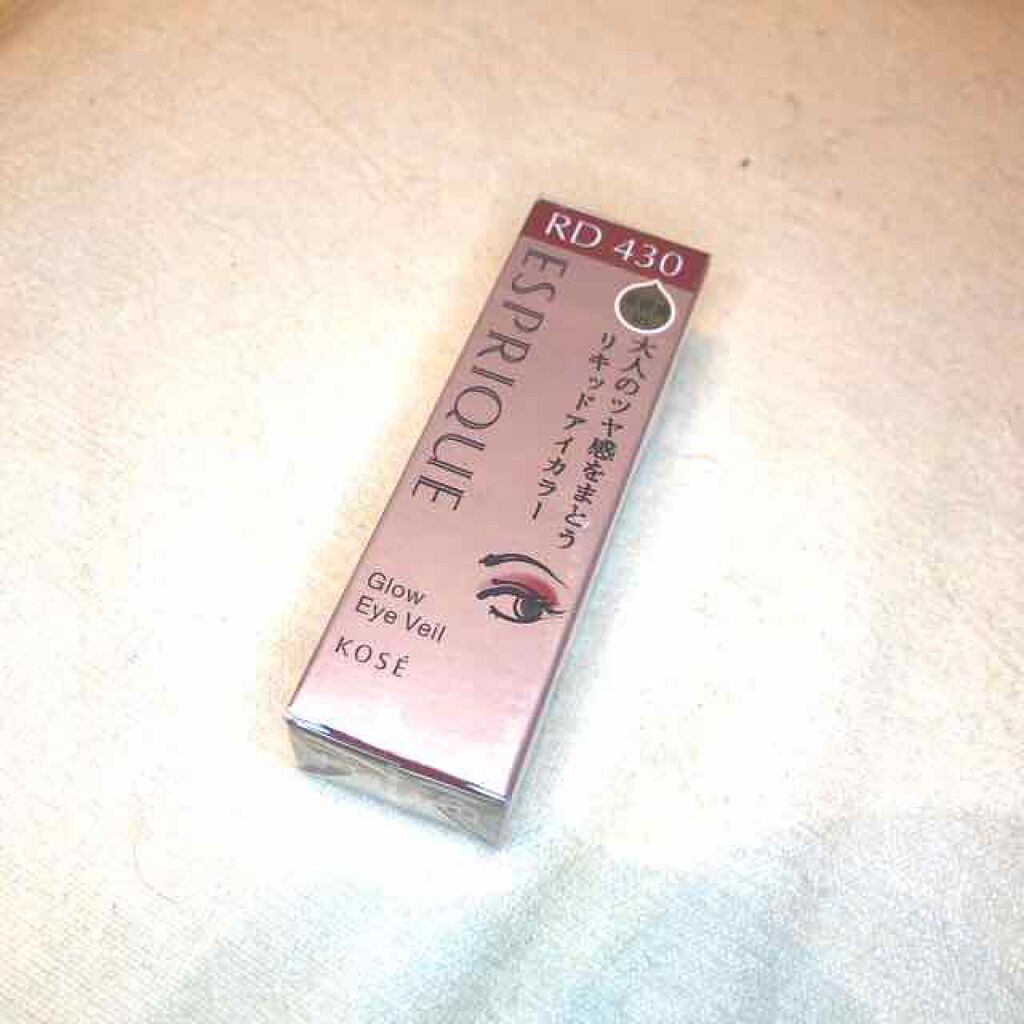 RD 430
ESPRIQUE
大人のツヤ感をまとう
リキッドアイカラー
Glow
Eye Veil
KOSÉ